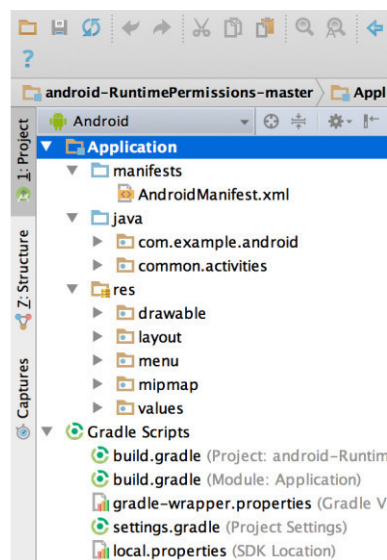 ?
android-RuntimePermissions-master
Appl
1: Project
Android
Application
manifests
AndroidManifest.xml
java
com.example.android
common.activities
res
drawable
layout
menu
mipmap
values
7: Structure
Captures
Gradle Scripts
build.gradle (Project: android-Runtim
build.gradle (Module: Application)
gradle-wrapper.properties (Gradle V
settings.gradle (Project Settings)
local.properties (SDK Location)